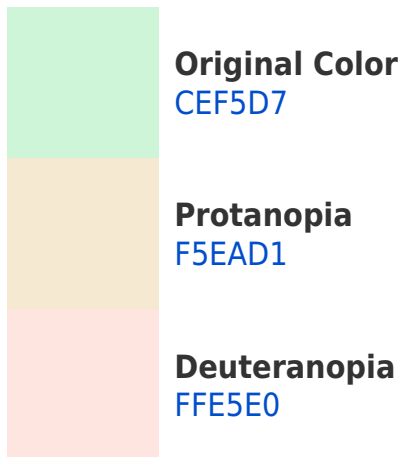 Original Color
CEF5D7
Protanopia
F5EAD1
Deuteranopia
FFE5E0